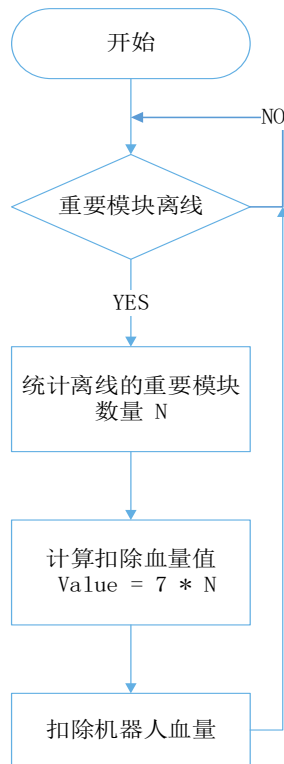 开始
NO
重要模块离线
YES
统计离线的重要模块
数量 N
计算扣除血量值
Value = 7 * N
扣除机器人血量